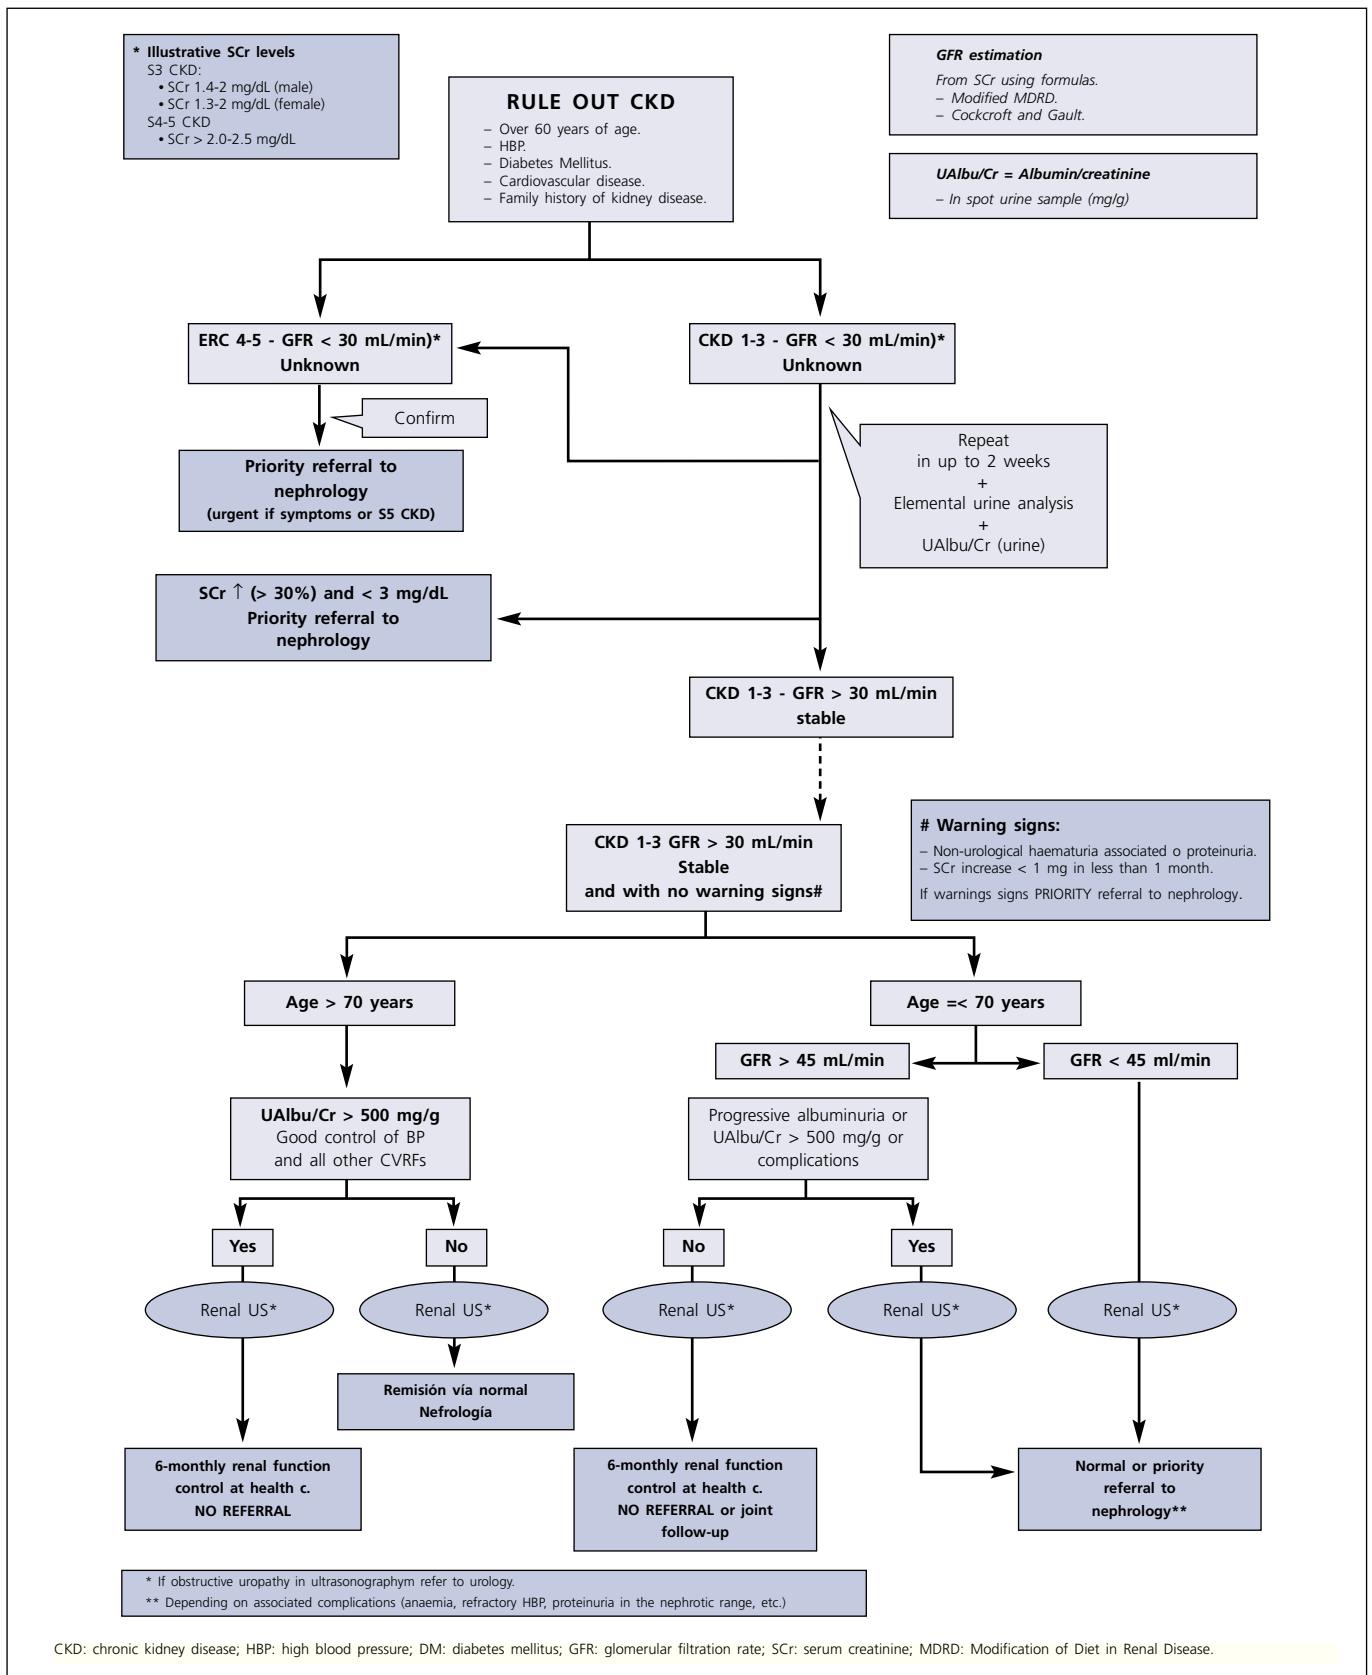 * Illustrative SCr levels
S3 CKD:
• SCr 1.4-2 mg/dL (male)
• SCr 1.3-2 mg/dL (female)
S4-5 CKD
• SCr > 2.0-2.5 mg/dL
RULE OUT CKD
– Over 60 years of age.
– HBP.
– Diabetes Mellitus.
– Cardiovascular disease.
– Family history of kidney disease.
GFR estimation
From SCr using formulas.
– Modified MDRD.
– Cockcroft and Gault.
UAlbu/Cr = Albumin/creatinine
– In spot urine sample (mg/g)
ERC 4-5 - GFR < 30 mL/min)*
Unknown
CKD 1-3 - GFR < 30 mL/min)*
Unknown
Confirm
Priority referral to
nephrology
(urgent if symptoms or S5 CKD)
Repeat
in up to 2 weeks
+
Elemental urine analysis
+
UAlbu/Cr (urine)
SCr ↑ (> 30%) and < 3 mg/dL
Priority referral to
nephrology
CKD 1-3 - GFR > 30 mL/min
stable
CKD 1-3 GFR > 30 mL/min
Stable
and with no warning signs#
# Warning signs:
– Non-urological haematuria associated o proteinuria.
– SCr increase < 1 mg in less than 1 month.
If warnings signs PRIORITY referral to nephrology.
Age > 70 years
Age =< 70 years
GFR > 45 mL/min
GFR < 45 ml/min
UAlbu/Cr > 500 mg/g
Good control of BP
and all other CVRFs
Progressive albuminuria or
UAlbu/Cr > 500 mg/g or
complications
Yes
No
No
Yes
Renal US*
Renal US*
Renal US*
Renal US*
Renal US*
Remisión vía normal
Nefrología
6-monthly renal function
control at health c.
NO REFERRAL
6-monthly renal function
control at health c.
NO REFERRAL or joint
follow-up
Normal or priority
referral to
nephrology**
* If obstructive uropathy in ultrasonographym refer to urology.
** Depending on associated complications (anaemia, refractory HBP, proteinuria in the nephrotic range, etc.)
CKD: chronic kidney disease; HBP: high blood pressure; DM: diabetes mellitus; GFR: glomerular filtration rate; SCr: serum creatinine; MDRD: Modification of Diet in Renal Disease.